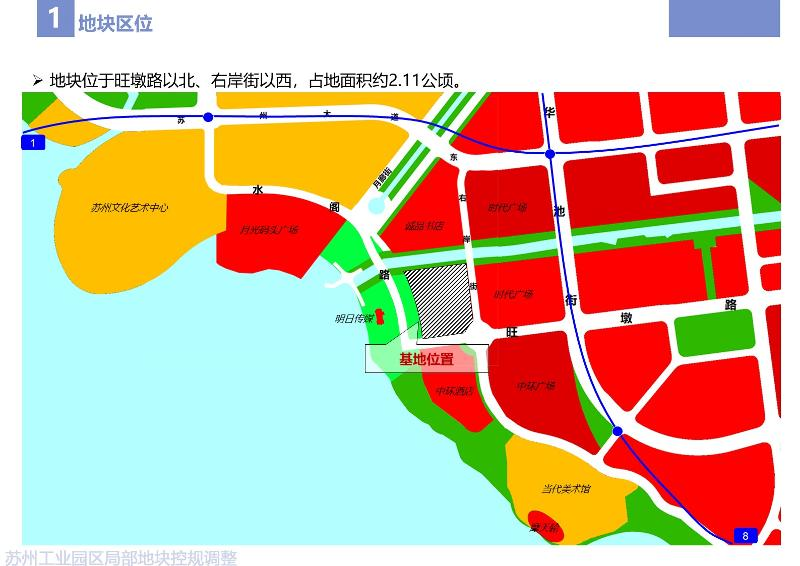 1 地块区位
➢ 地块位于旺墩路以北、右岸街以西，占地面积约2.11公顷。
苏 州 大 道 东
华 池 街
1
月廊街
水 阁 路
右 岸 街
苏州文化艺术中心
月光码头广场
诚品书店
时代广场
时代广场
明日传媒
旺 墩 路
基地位置
中环酒店
中环广场
当代美术馆
摩天轮
8
苏州工业园区局部地块控规调整